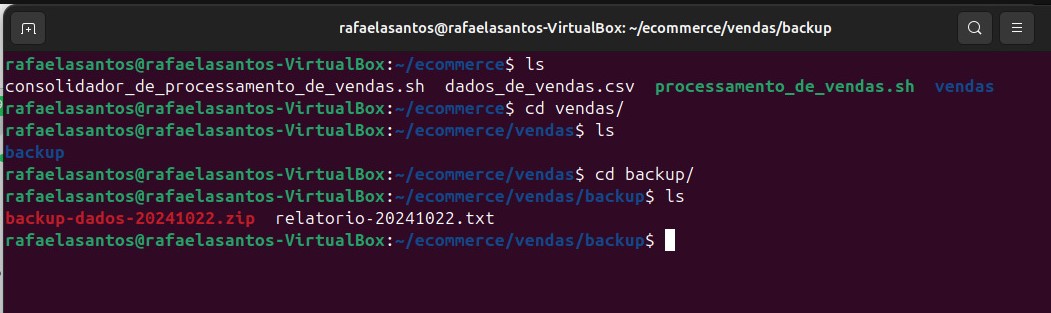 rafaelasantos@rafaelasantos-VirtualBox: ~/ecommerce/vendas/backup
rafaelasantos@rafaelasantos-VirtualBox:~/ecommerce$ ls
consolidador_de_processamento_de_vendas.sh  dados_de_vendas.csv  processamento_de_vendas.sh  vendas
rafaelasantos@rafaelasantos-VirtualBox:~/ecommerce$ cd vendas/
rafaelasantos@rafaelasantos-VirtualBox:~/ecommerce/vendas$ ls
backup
rafaelasantos@rafaelasantos-VirtualBox:~/ecommerce/vendas$ cd backup/
rafaelasantos@rafaelasantos-VirtualBox:~/ecommerce/vendas/backup$ ls
backup-dados-20241022.zip  relatorio-20241022.txt
rafaelasantos@rafaelasantos-VirtualBox:~/ecommerce/vendas/backup$